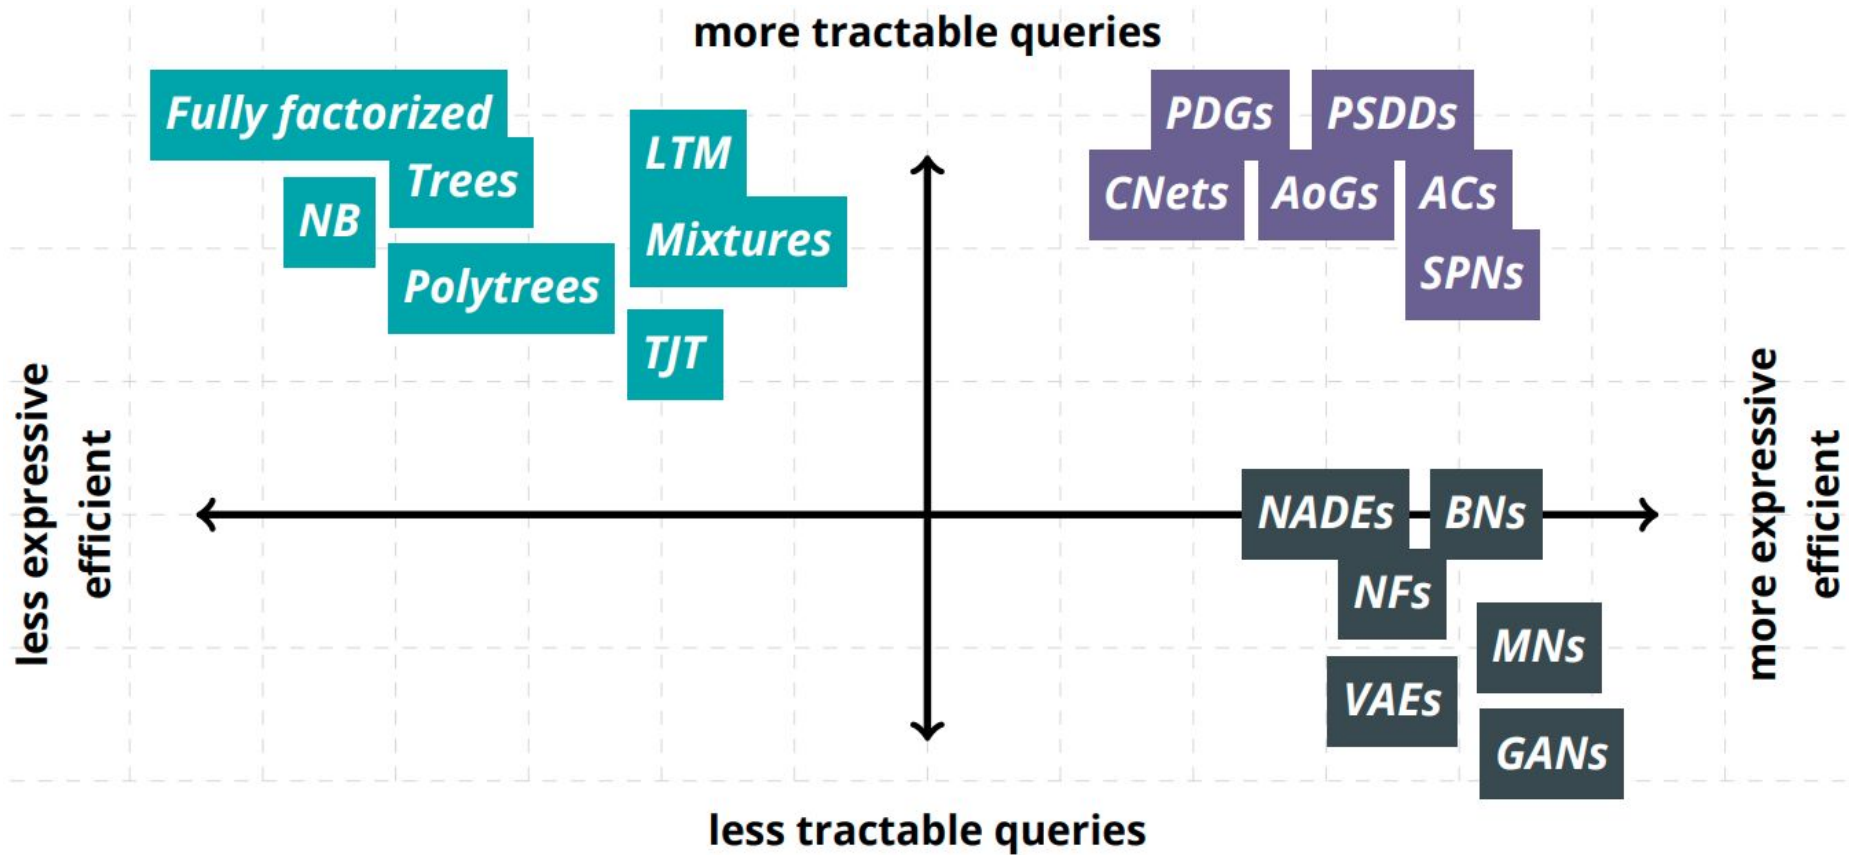 more tractable queries
Fully factorized
Trees
NB
Polytrees
LTM
Mixtures
TJT
PDGs
PSDDs
CNets
AoGs
ACs
SPNs
less expressive
efficient
more expressive
efficient
NADEs
BNs
NFs
MNs
VAEs
GANs
less tractable queries